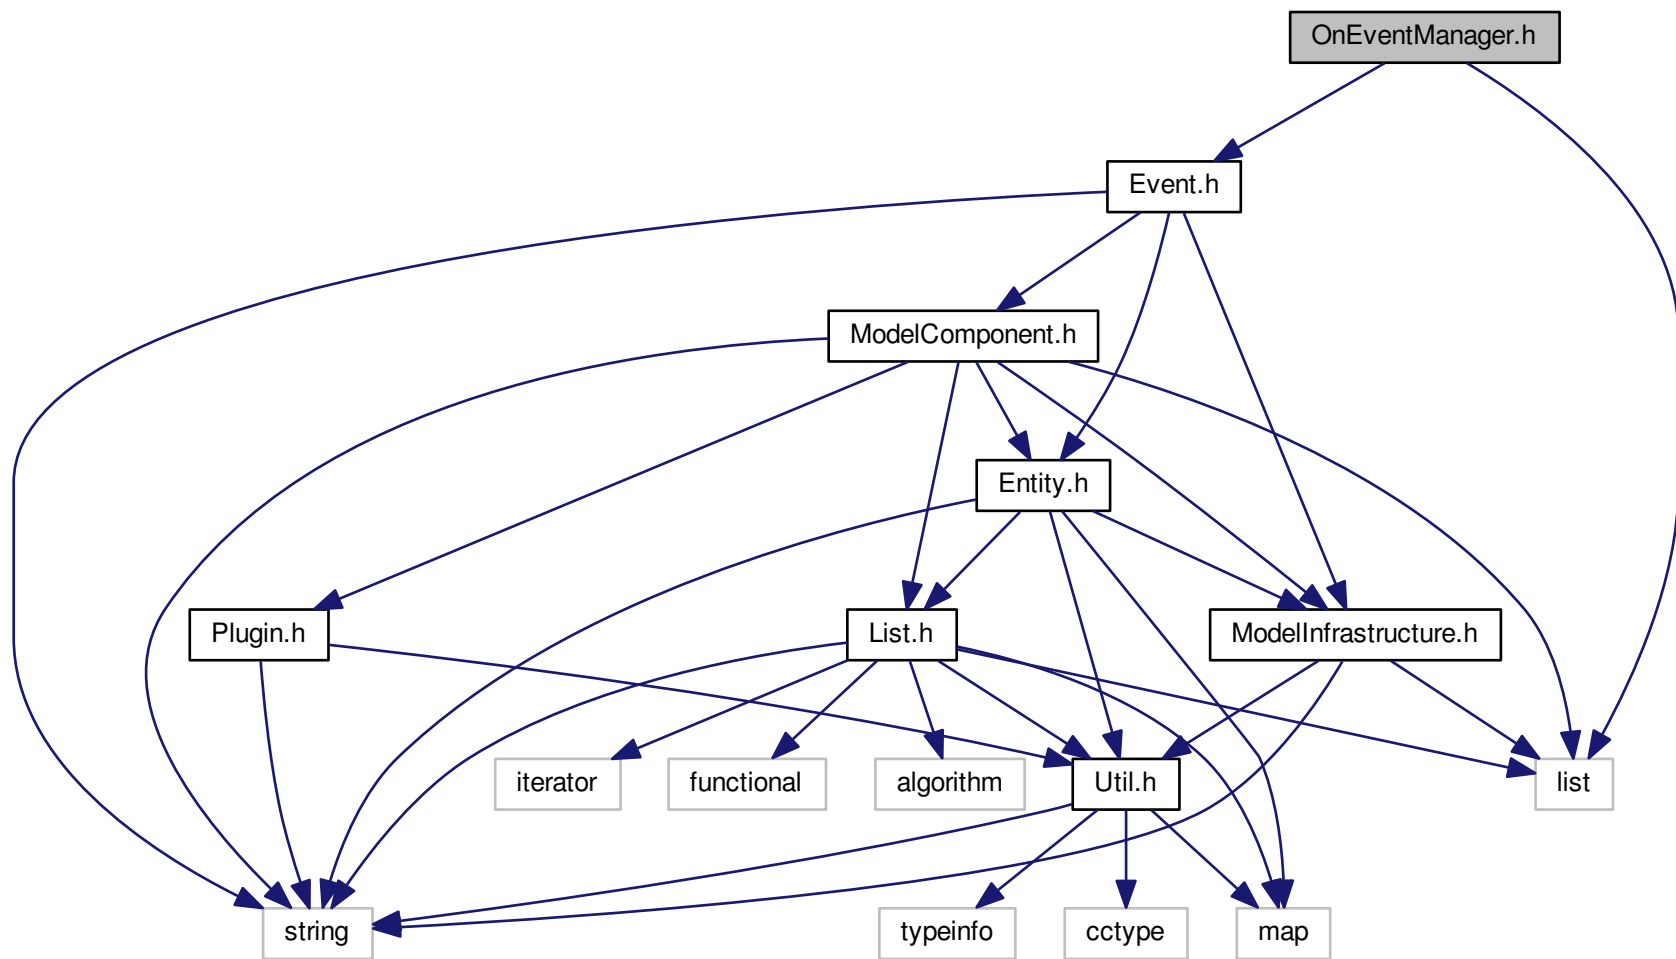 OnEventManager.h
Event.h
ModelComponent.h
Entity.h
Plugin.h
List.h
ModelInfrastructure.h
iterator
functional
algorithm
Util.h
list
string
typeinfo
cctype
map